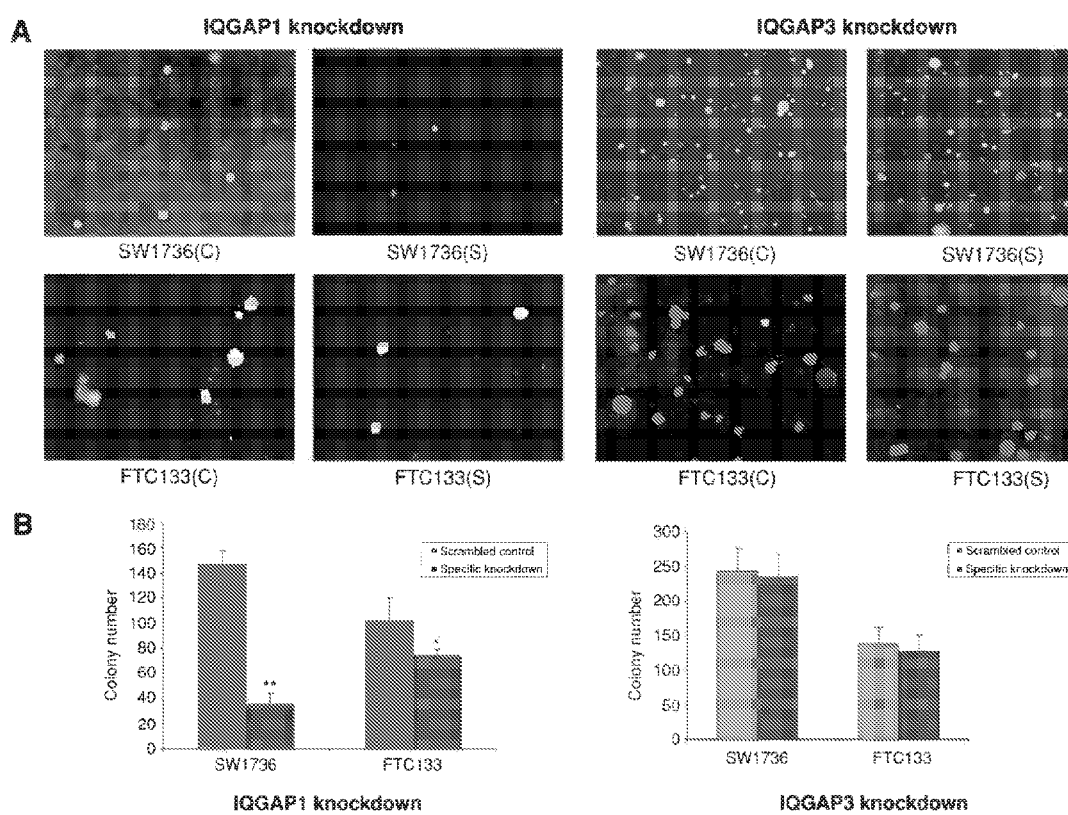 A
IQGAP1 knockdown
IQGAP3 knockdown
SW1736(C)
SW1736(S)
SW1736(C)
SW1736(S)
FTC133(C)
FTC133(S)
FTC133(C)
FTC133(S)
B
180
160
140
120
100
80
60
40
20
0
Colony number
Scrambled control
Specific knockdown
**
*
SW1736
FTC133
IQGAP1 knockdown
300
250
200
150
100
50
0
Colony number
Scrambled control
Specific knockdown
SW1736
FTC133
IQGAP3 knockdown